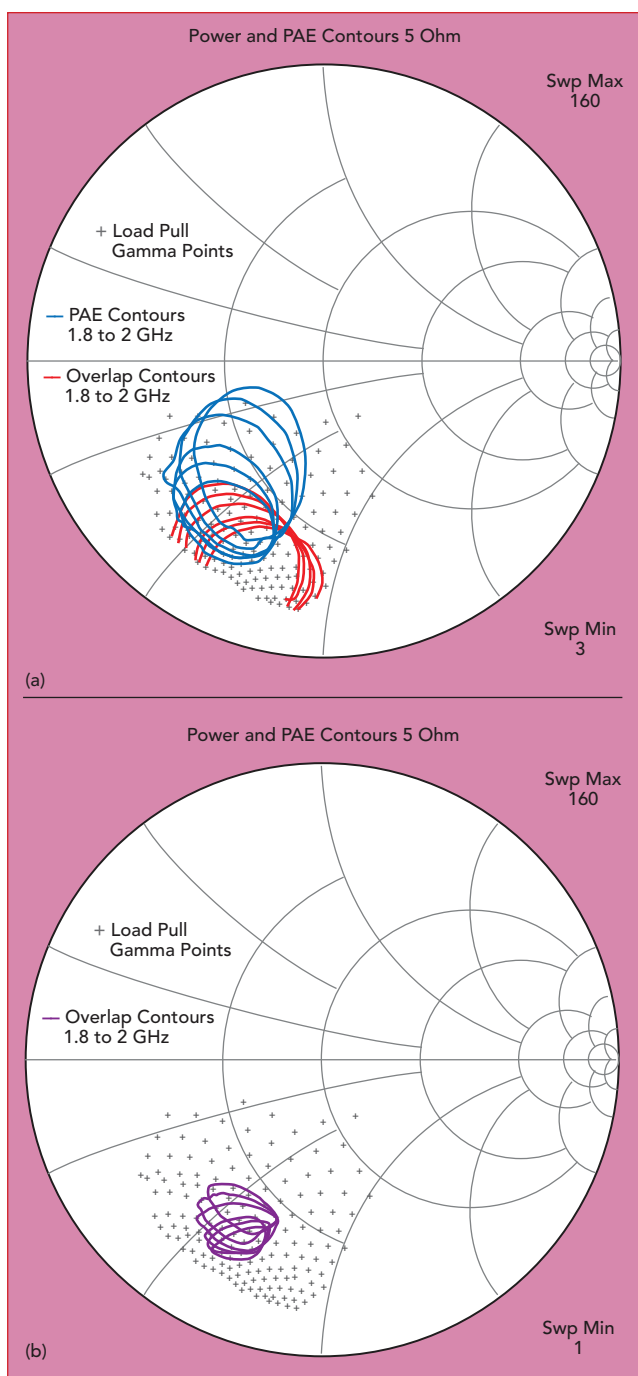 Power and PAE Contours 5 Ohm
Swp Max
160
+ Load Pull
Gamma Points
PAE Contours
1.8 to 2 GHz
Overlap Contours
1.8 to 2 GHz
Swp Min
3
(a)
Power and PAE Contours 5 Ohm
Swp Max
160
+ Load Pull
Gamma Points
Overlap Contours
1.8 to 2 GHz
Swp Min
1
(b)